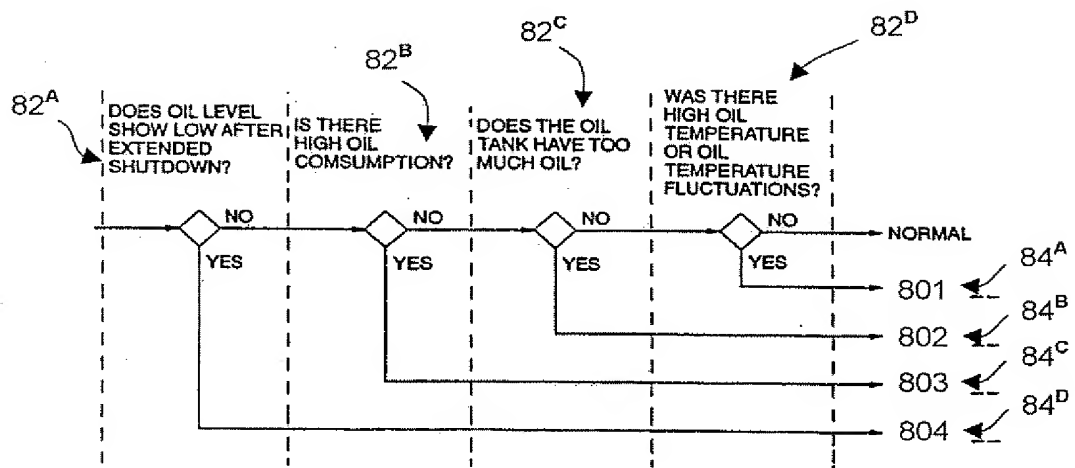 82A
DOES OIL LEVEL
SHOW LOW AFTER
EXTENDED
SHUTDOWN?
82B
IS THERE
HIGH OIL
COMSUMPTION?
82C
DOES THE OIL
TANK HAVE TOO
MUCH OIL?
82D
WAS THERE
HIGH OIL
TEMPERATURE
OR OIL
TEMPERATURE
FLUCTUATIONS?
NO
NO
NO
NO
NORMAL
YES
YES
YES
YES
801
84A
802
84B
803
84C
804
84D